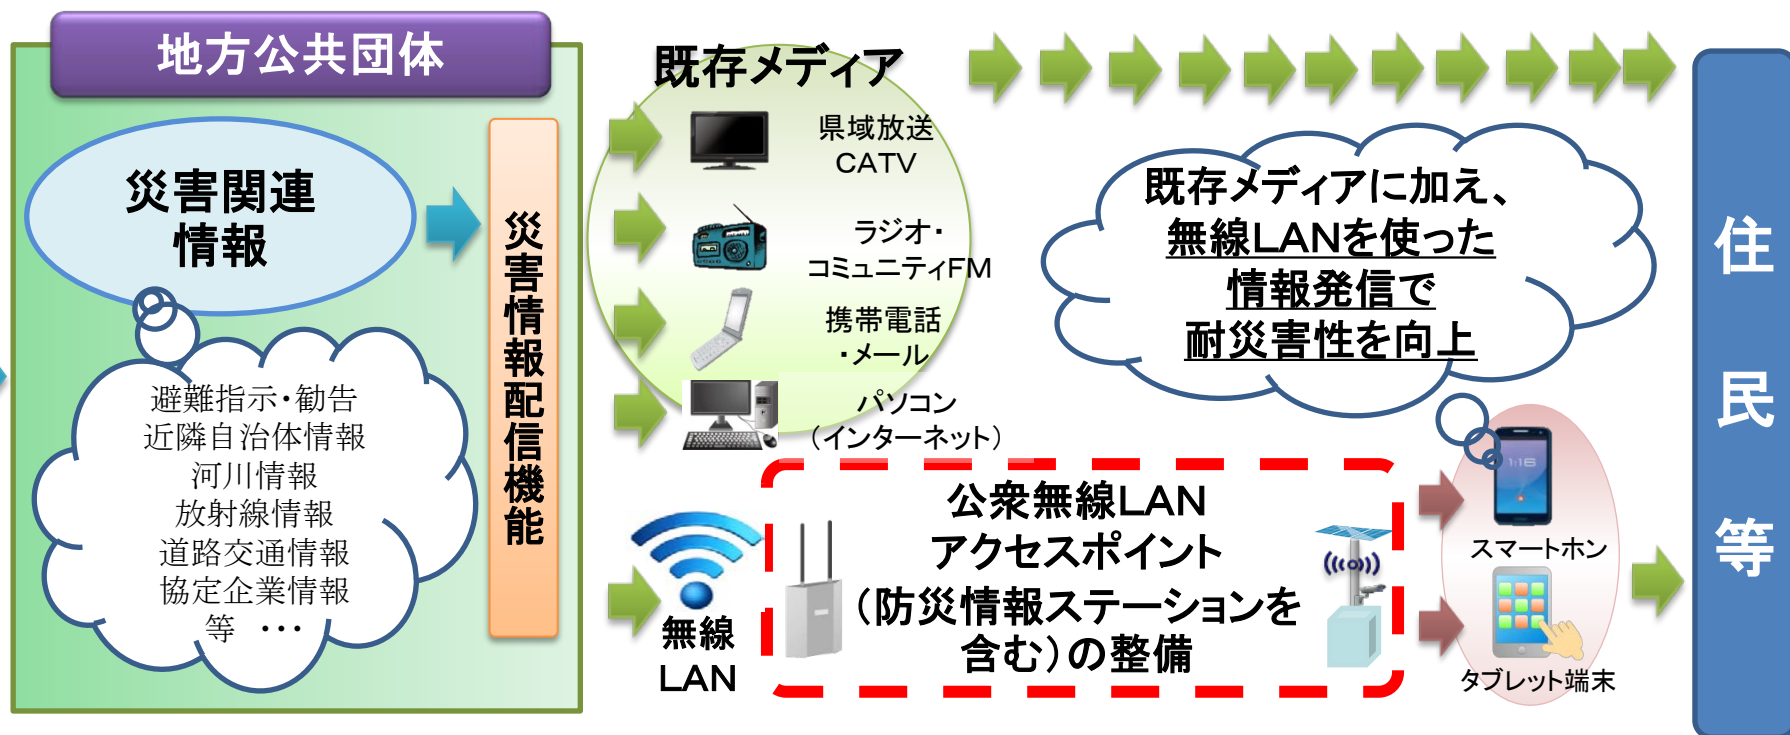 地方公共団体
災害関連
情報
避難指示・勧告
近隣自治体情報
河川情報
放射線情報
道路交通情報
協定企業情報
等 ・・・
災害情報配信機能
既存メディア
県域放送
CATV
ラジオ・
コミュニティFM
携帯電話
・メール
パソコン
（インターネット）
無線
LAN
公衆無線LAN
アクセスポイント
（防災情報ステーションを
含む）の整備
既存メディアに加え、
無線LANを使った
情報発信で
耐災害性を向上
1:16
スマートホン
タブレット端末
住民等